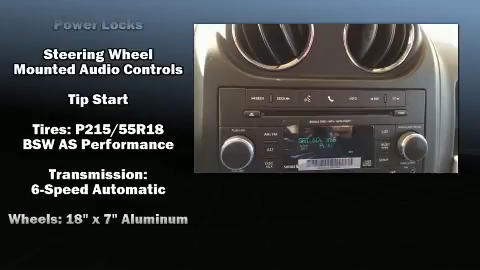 Power Locks
Steering Wheel
Mounted Audio Controls
Tip Start
Tires: P215/55R18
BSW AS Performance
Transmission:
6-Speed Automatic
Wheels: 18" x 7" Aluminum